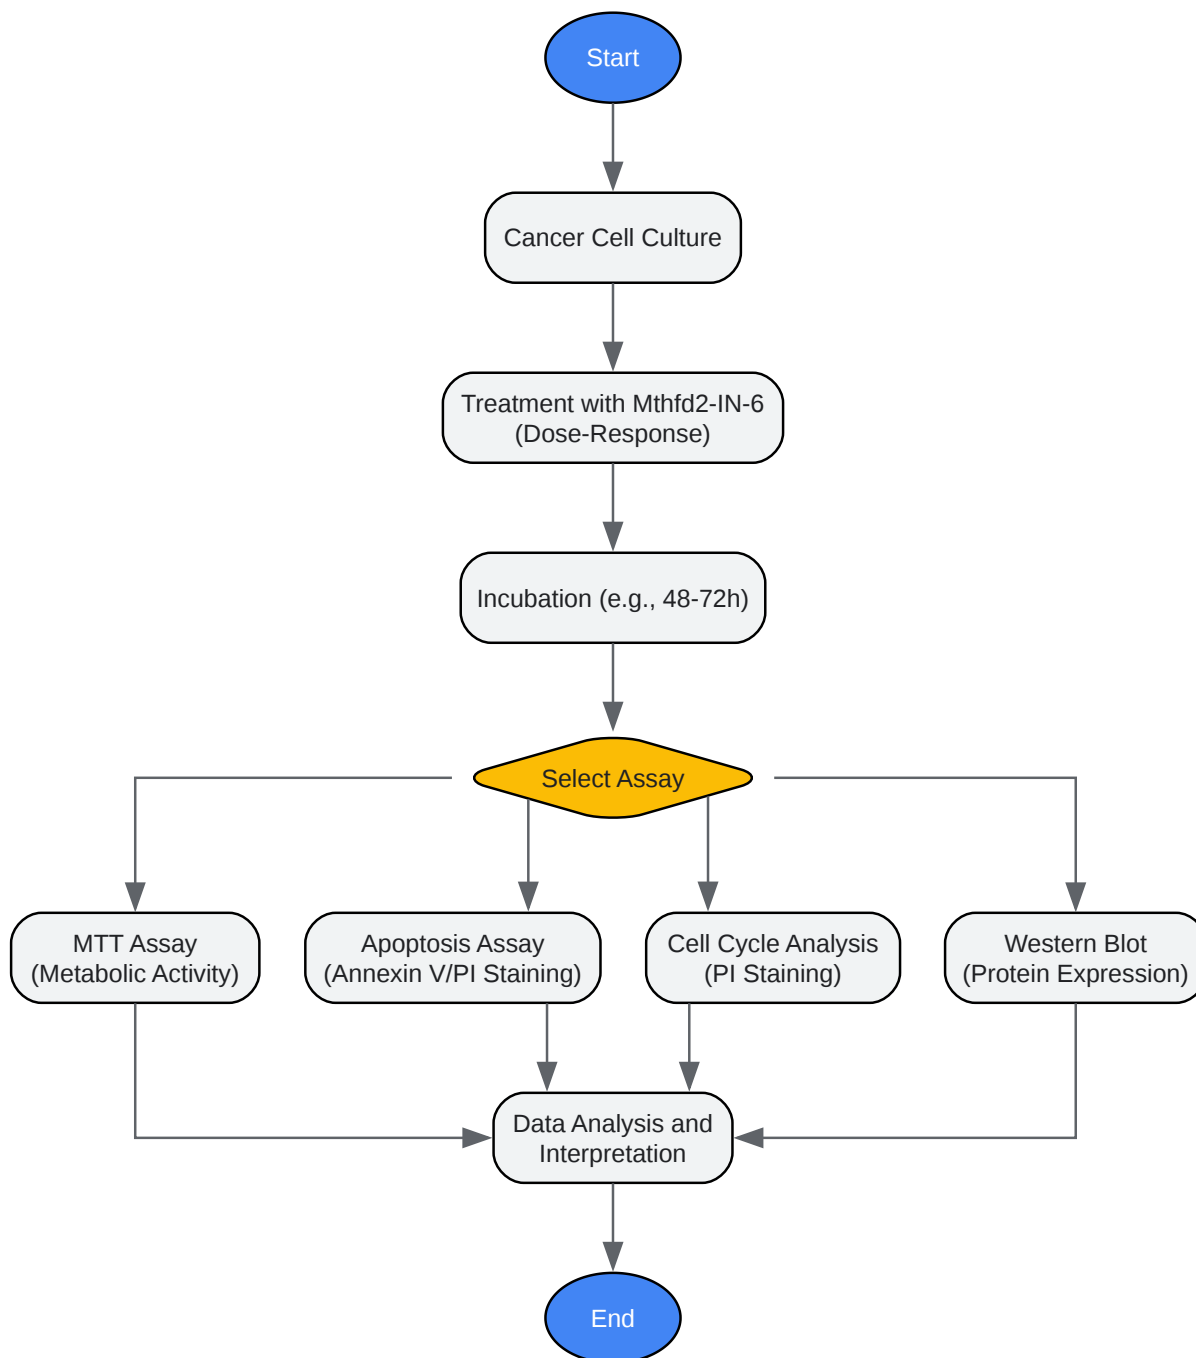 Start
Cancer Cell Culture
Treatment with Mthfd2-IN-6
(Dose-Response)
Incubation (e.g., 48-72h)
Select Assay
MTT Assay
(Metabolic Activity)
Apoptosis Assay
(Annexin V/PI Staining)
Cell Cycle Analysis
(PI Staining)
Western Blot
(Protein Expression)
Data Analysis and
Interpretation
End